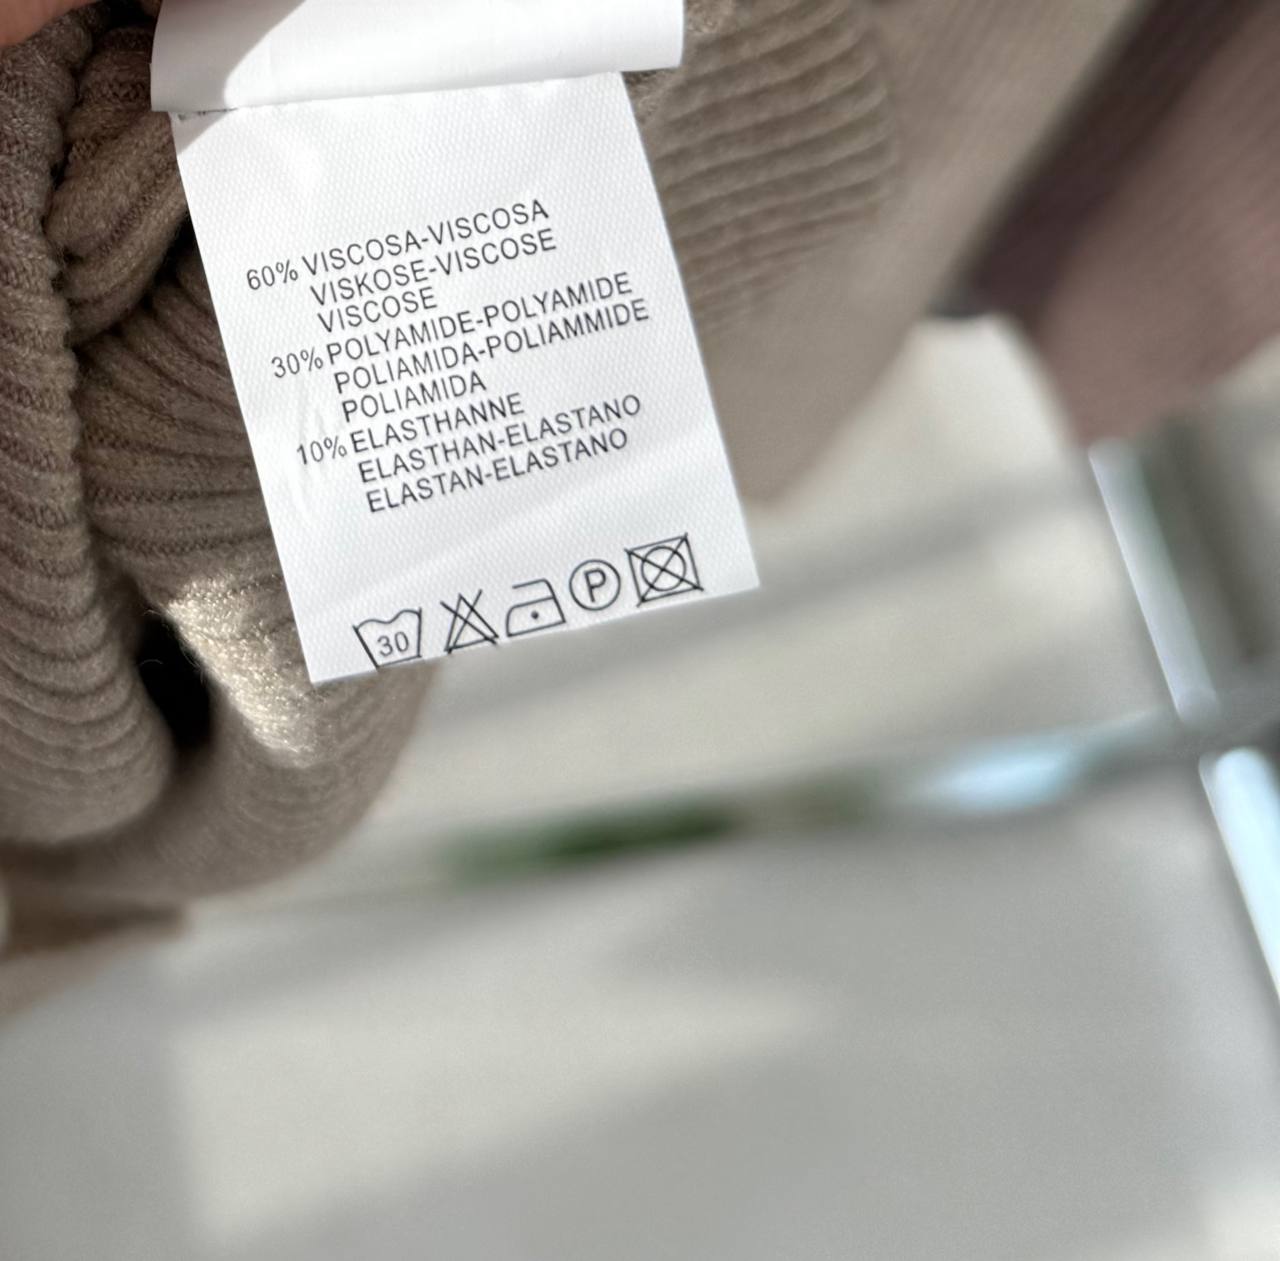 60% VISCOSA-VISCOSA
VISKOSE-VISCOSE
VISCOSE
30% POLYAMIDE-POLYAMIDE
POLIAMIDA-POLIAMMIDE
POLIAMIDA
10% ELASTHANNE
ELASTHAN-ELASTANO
ELASTAN-ELASTANO
30 P